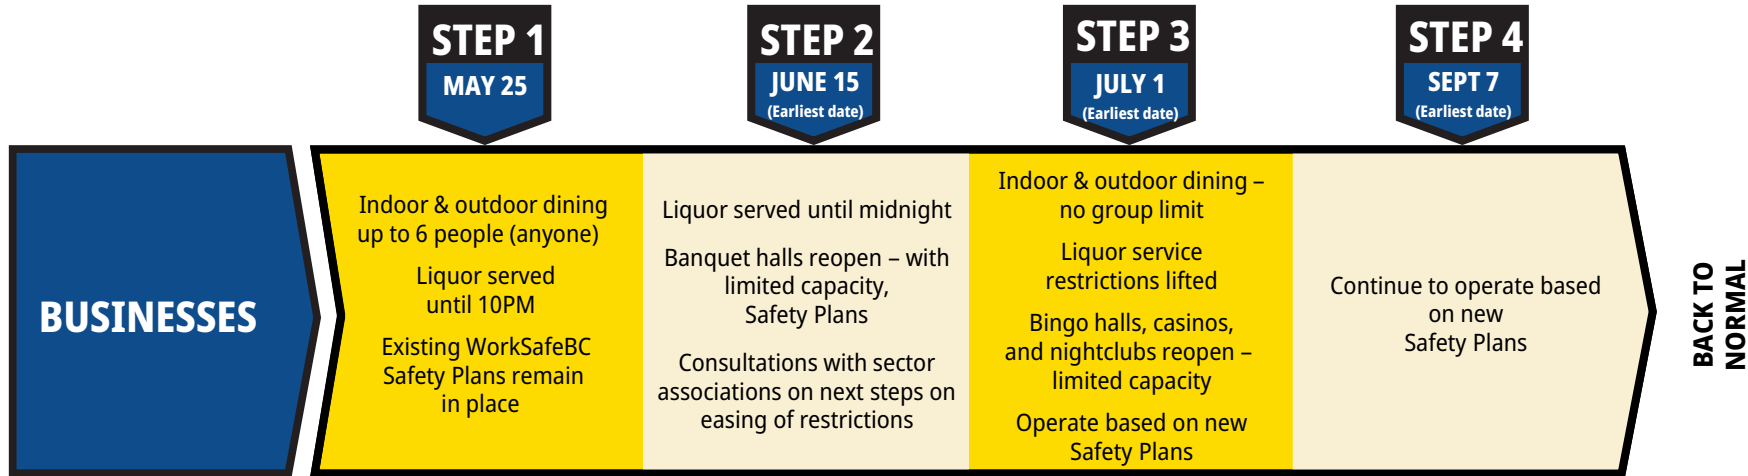 STEP 1
MAY 25
STEP 2
JUNE 15
(Earliest date)
STEP 3
JULY 1
(Earliest date)
STEP 4
SEPT 7
(Earliest date)
BUSINESSES
Indoor & outdoor dining
up to 6 people (anyone)
Liquor served
until 10PM
Existing WorkSafeBC
Safety Plans remain
in place
Liquor served until midnight
Banquet halls reopen – with
limited capacity,
Safety Plans
Consultations with sector
associations on next steps on
easing of restrictions
Indoor & outdoor dining –
no group limit
Liquor service
restrictions lifted
Bingo halls, casinos,
and nightclubs reopen –
limited capacity
Operate based on new
Safety Plans
Continue to operate based
on new
Safety Plans
BACK TO
NORMAL